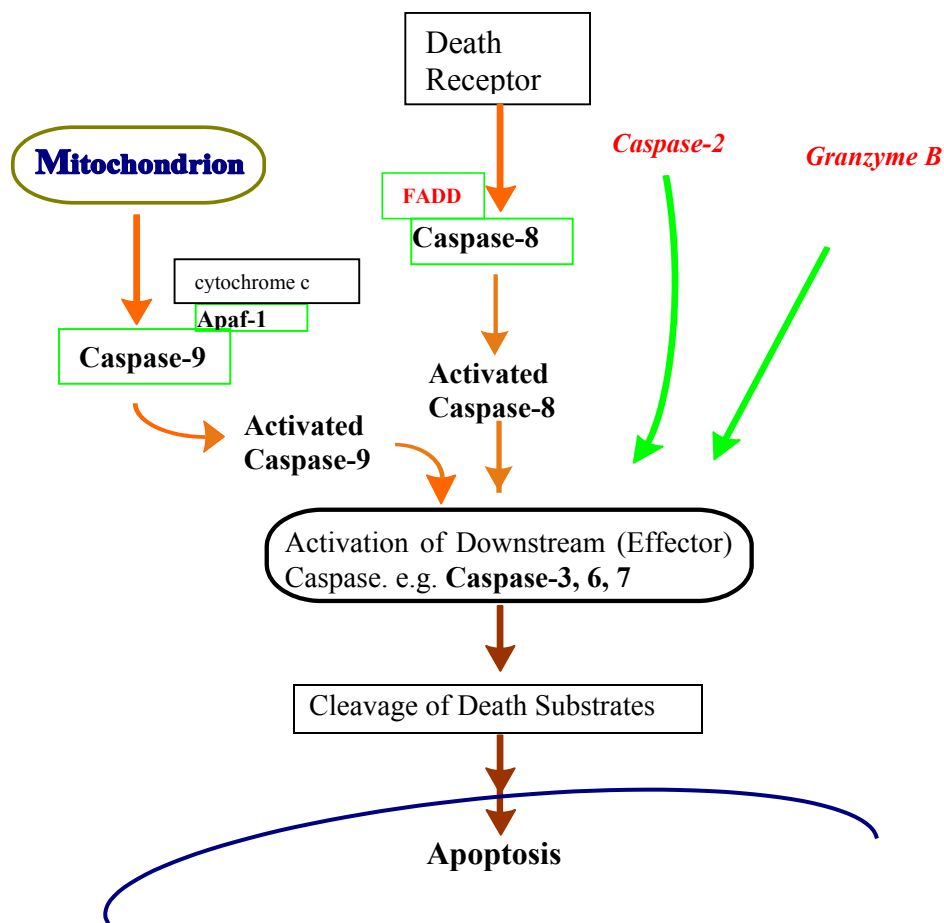 Death
Receptor
Mitochondrion
Caspase-2
Granzyme B
FADD
Caspase-8
cytochrome c
Apaf-1
Caspase-9
Activated
Caspase-8
Activated
Caspase-9
Activation of Downstream (Effector)
Caspase. e.g. Caspase-3, 6, 7
Cleavage of Death Substrates
Apoptosis